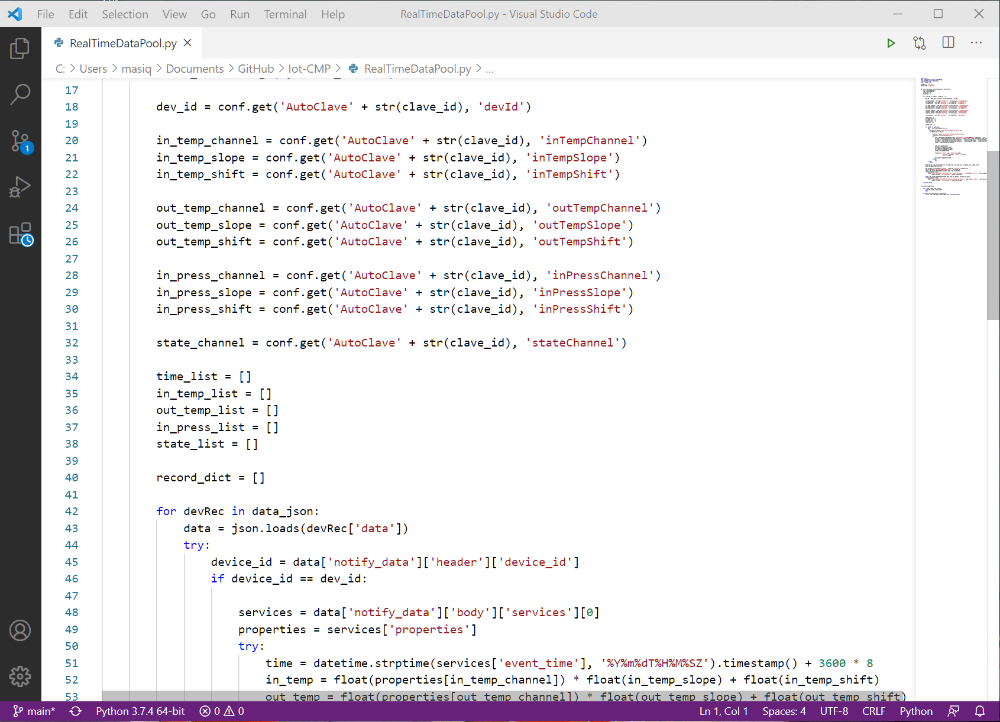 File Edit Selection View Go Run Terminal Help RealTimeDataPool.py - Visual Studio Code
RealTimeDataPool.py
C: > Users > masiq > Documents > GitHub > Iot-CMP > RealTimeDataPool.py > ...
17
18 dev_id = conf.get('AutoClave' + str(clave_id), 'devId')
19
20 in_temp_channel = conf.get('AutoClave' + str(clave_id), 'inTempChannel')
21 in_temp_slope = conf.get('AutoClave' + str(clave_id), 'inTempSlope')
22 in_temp_shift = conf.get('AutoClave' + str(clave_id), 'inTempShift')
23
24 out_temp_channel = conf.get('AutoClave' + str(clave_id), 'outTempChannel')
25 out_temp_slope = conf.get('AutoClave' + str(clave_id), 'outTempSlope')
26 out_temp_shift = conf.get('AutoClave' + str(clave_id), 'outTempShift')
27
28 in_press_channel = conf.get('AutoClave' + str(clave_id), 'inPressChannel')
29 in_press_slope = conf.get('AutoClave' + str(clave_id), 'inPressSlope')
30 in_press_shift = conf.get('AutoClave' + str(clave_id), 'inPressShift')
31
32 state_channel = conf.get('AutoClave' + str(clave_id), 'stateChannel')
33
34 time_list = []
35 in_temp_list = []
36 out_temp_list = []
37 in_press_list = []
38 state_list = []
39
40 record_dict = []
41
42 for devRec in data_json:
43 data = json.loads(devRec['data'])
44 try:
45 device_id = data['notify_data']['header']['device_id']
46 if device_id == dev_id:
47
48 services = data['notify_data']['body']['services'][0]
49 properties = services['properties']
50 try:
51 time = datetime.strptime(services['event_time'], '%Y%m%dT%H%M%SZ').timestamp() + 3600 * 8
52 in_temp = float(properties[in_temp_channel]) * float(in_temp_slope) + float(in_temp_shift)
53 out_temp = float(properties[out_temp_channel]) * float(out_temp_slope) + float(out_temp_shift)
1
main* Python 3.7.4 64-bit 0 0 Ln 1, Col 1 Spaces: 4 UTF-8 CRLF Python